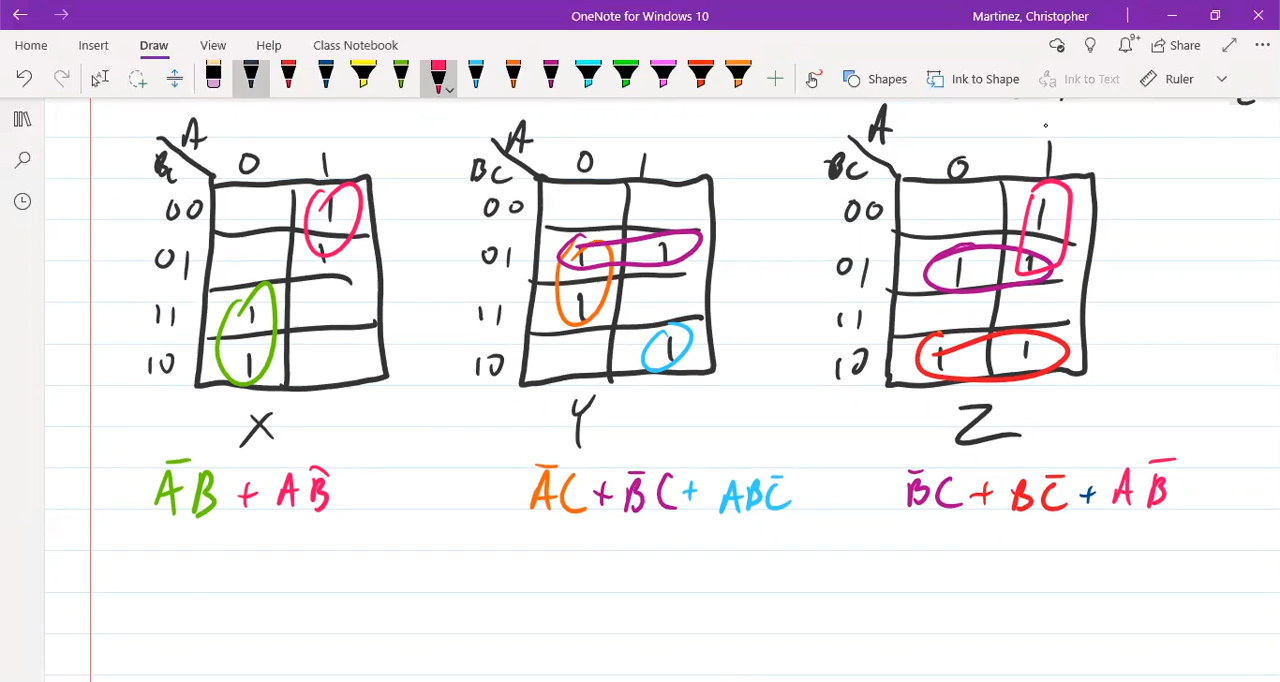 OneNote for Windows 10 Martinez, Christopher
Home Insert Draw View Help Class Notebook Share
Shapes Ink to Shape Ink to Text Ruler
A A A
BC 0 1 BC 0 1 BC 0 1
00 1 00 00 1
01 1 01 1 1 01 1 1
11 1 11 1 11
10 1 10 1 10 1 1
X Y Z
A̅B + AB̅ A̅C + B̅C + ABC̅ B̅C + BC̅ + AB̅